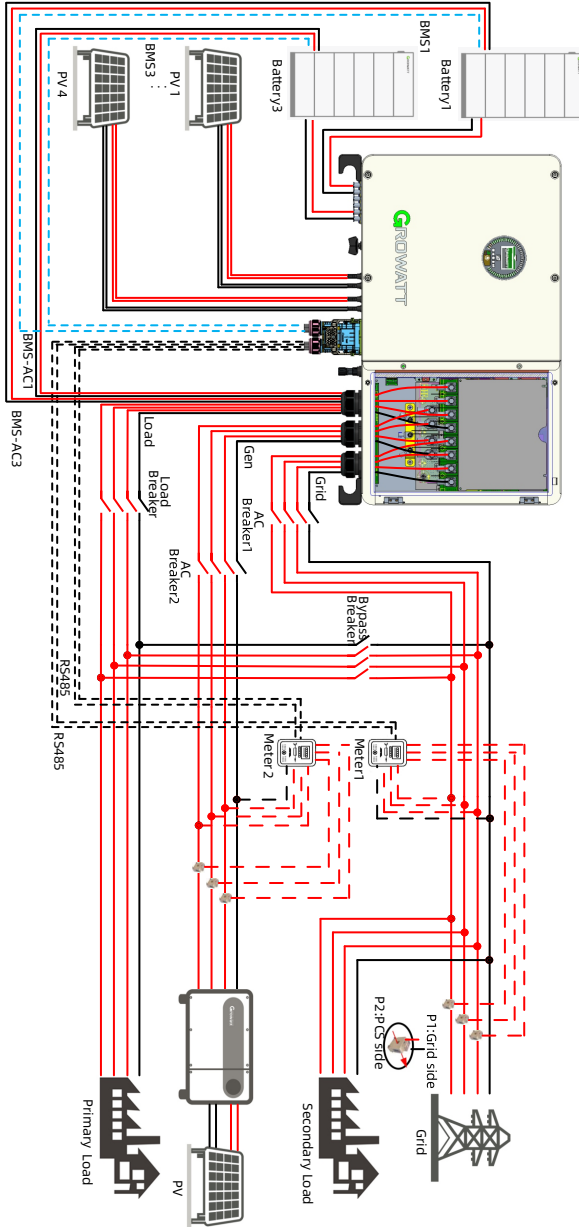 BMS1
Battery1
Battery3
BMS3
PV 1
: :
PV 4
GROWATT
BMS-AC1
BMS-AC3
Load
Gen
Grid
Load
Breaker
AC
Breaker1
AC
Breaker2
Bypass
Breaker
RS485
RS485
Meter1
Meter 2
P1:Grid side
P2:PCS side
Growatt
Grid
Secondary Load
Primary Load
PV